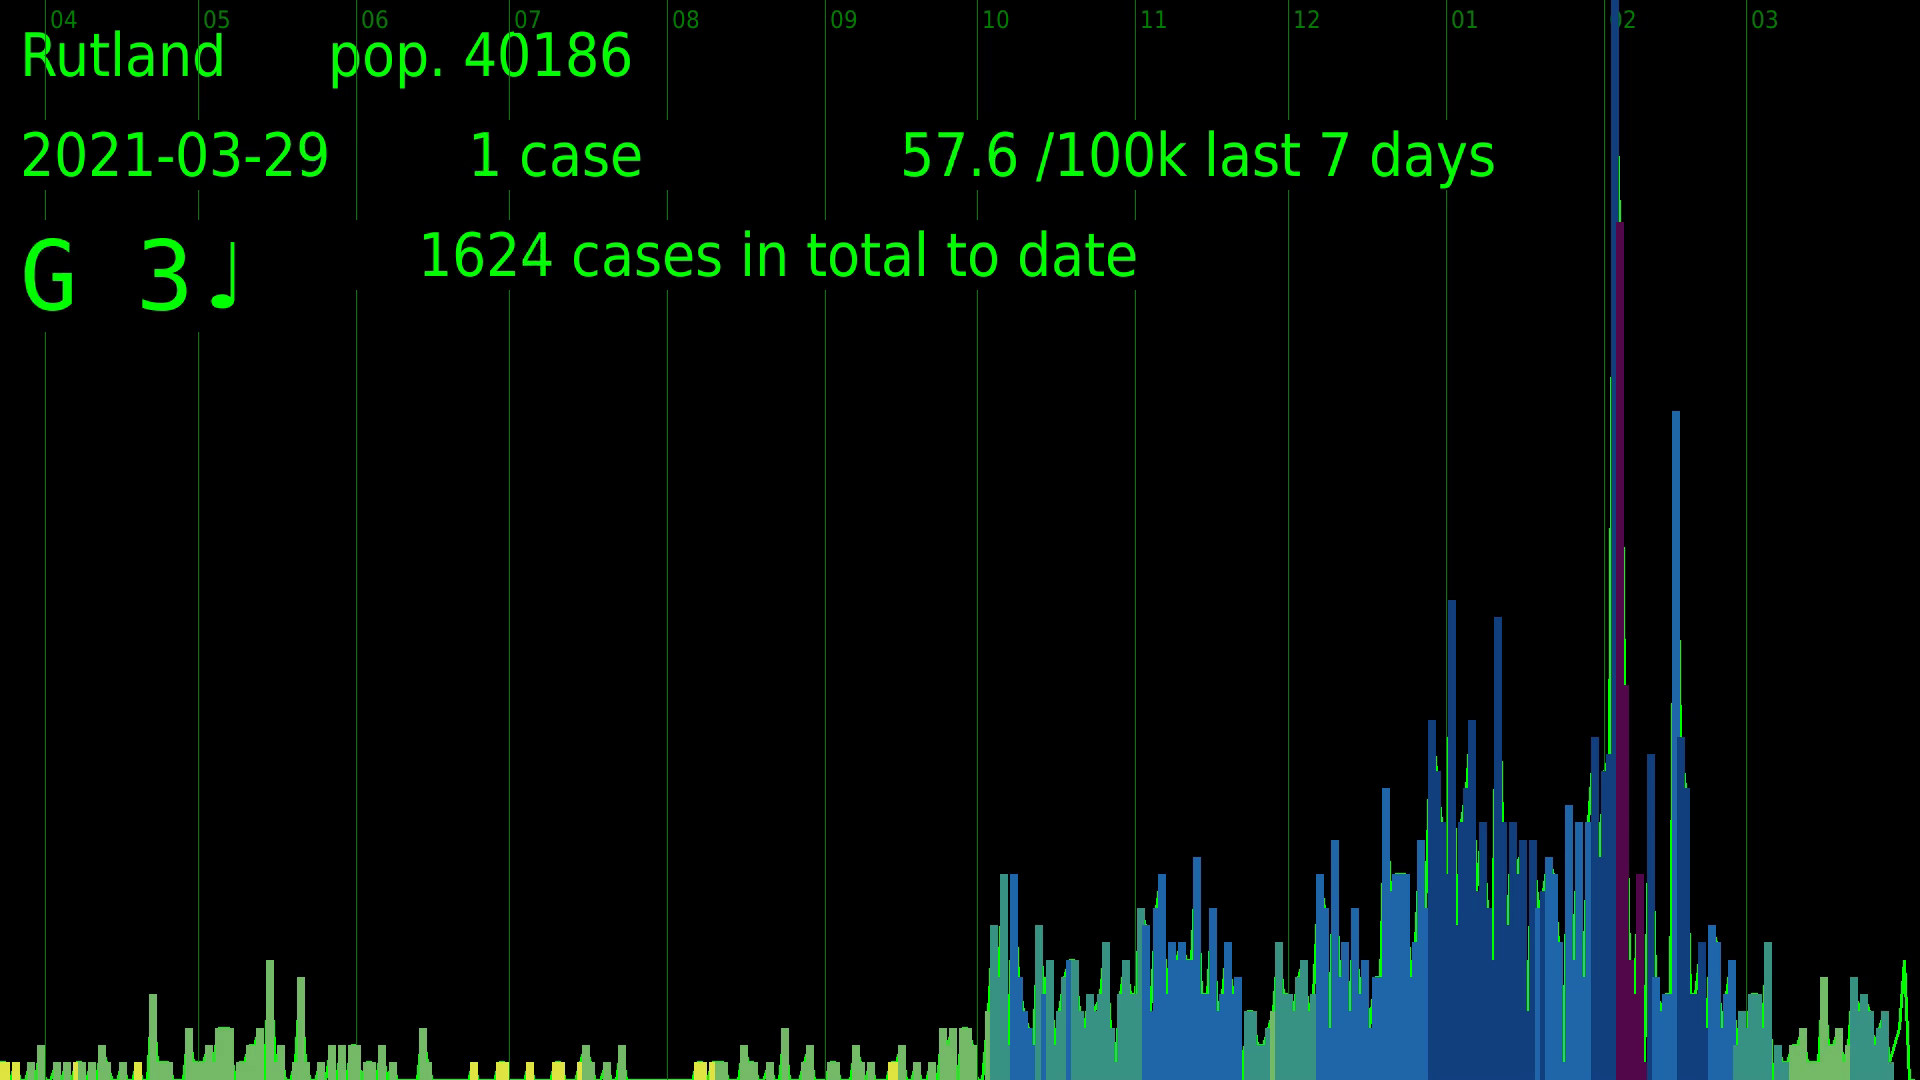 04 05 06 07 08 09 10 11 12 01 02 03
Rutland pop. 40186
2021-03-29 1 case 57.6 /100k last 7 days
G 3♩ 1624 cases in total to date